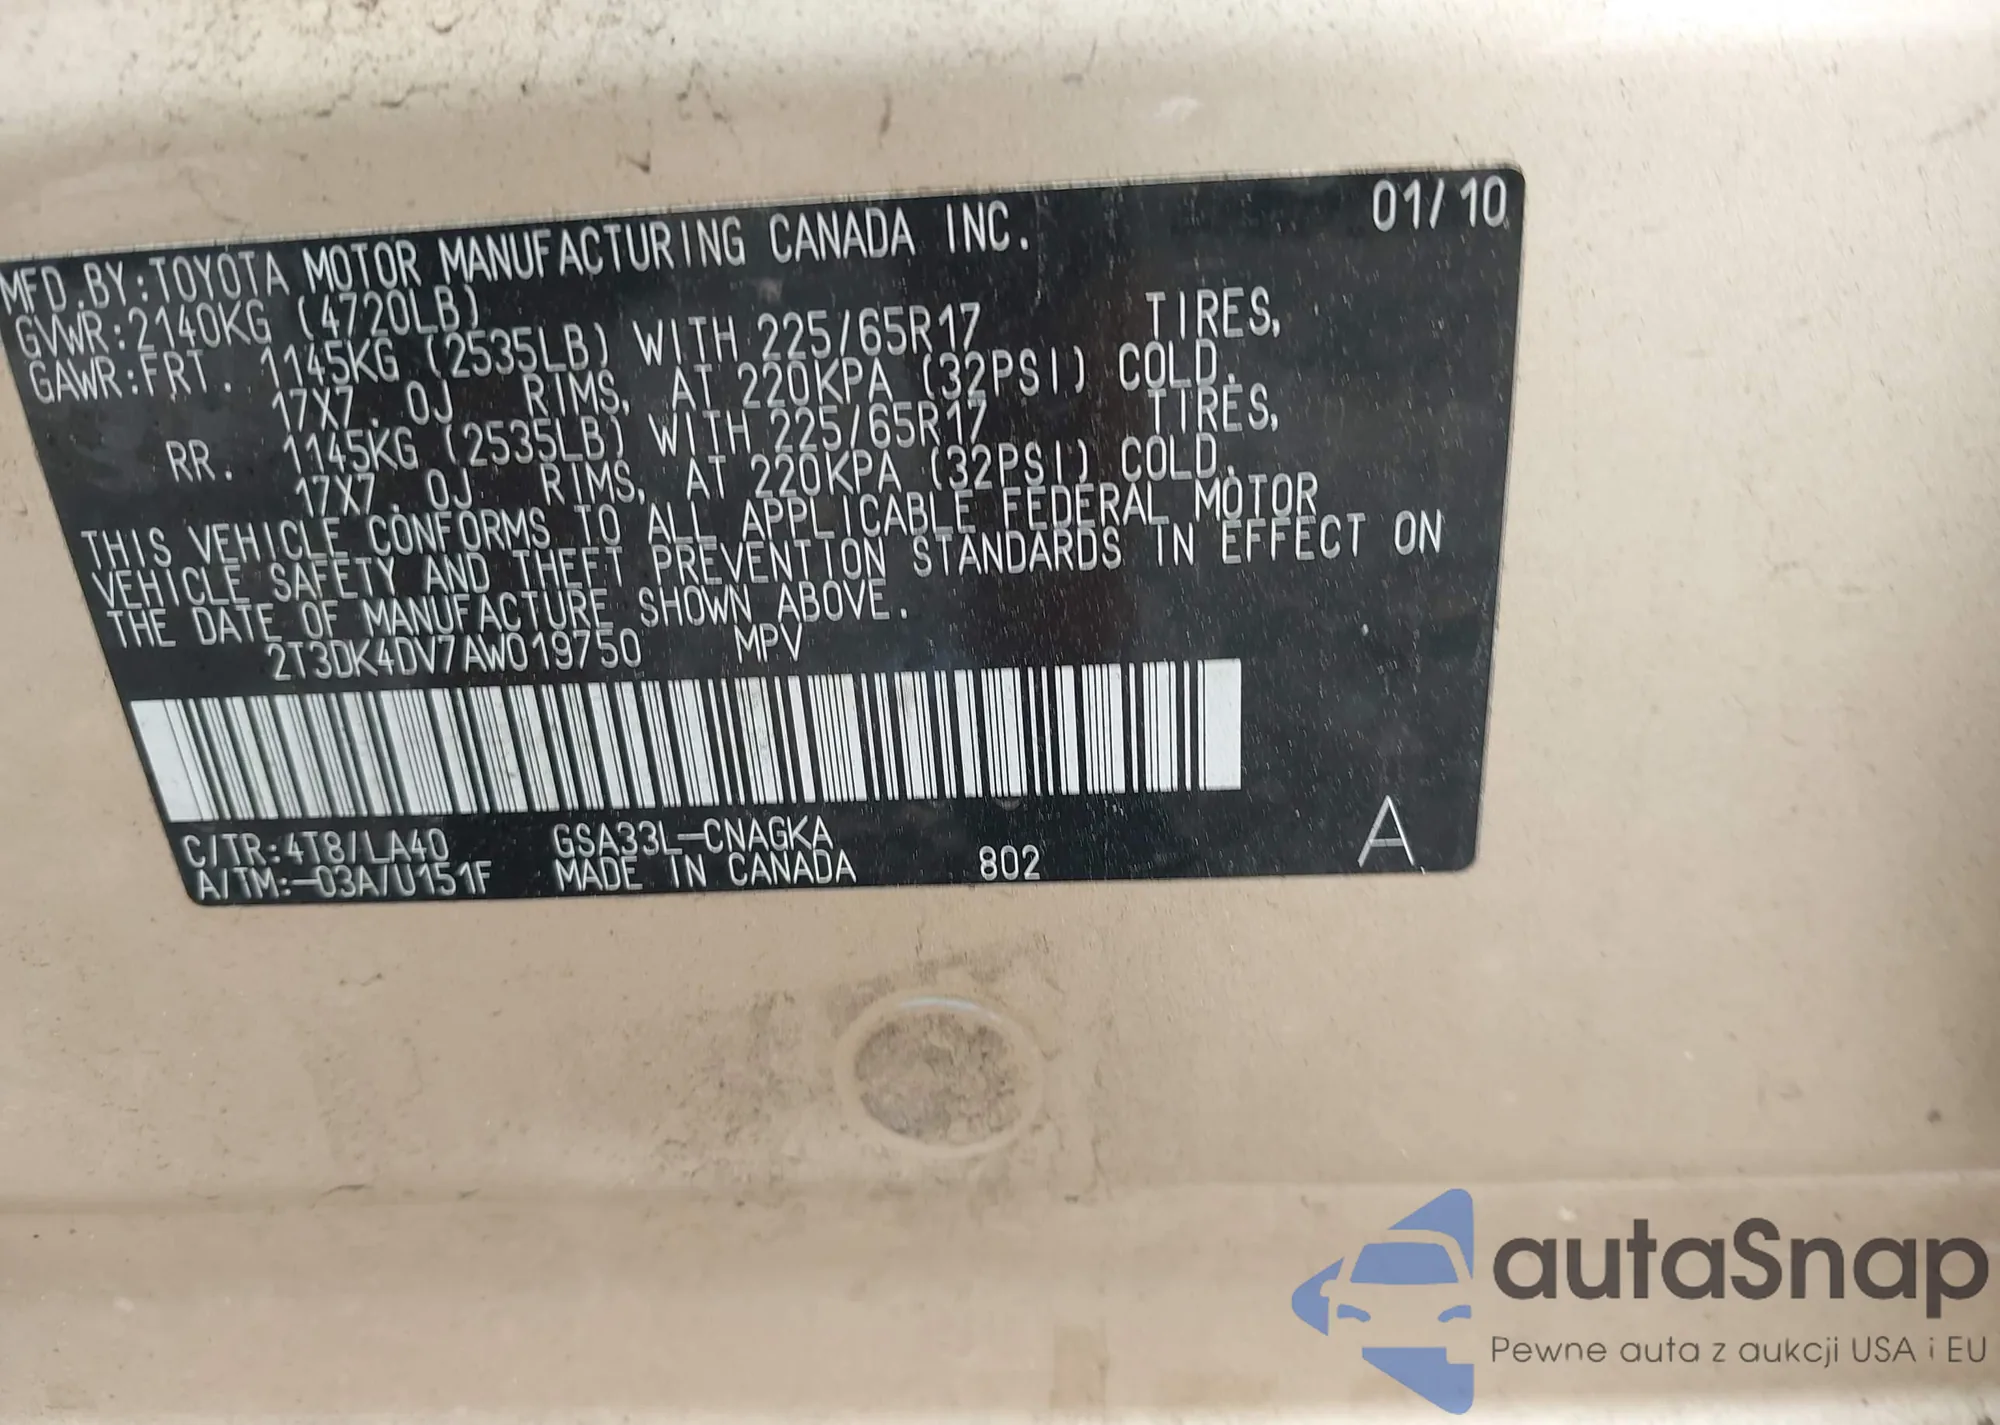 01/10
MFD.BY:TOYOTA MOTOR MANUFACTURING CANADA INC.
GVWR:2140KG (4720LB)
GAWR:FRT. 1145KG (2535LB) WITH 225/65R17 TIRES,
17X7.0J RIMS, AT 220KPA (32PSI) COLD.
RR. 1145KG (2535LB) WITH 225/65R17 TIRES,
17X7.0J RIMS, AT 220KPA (32PSI) COLD.
THIS VEHICLE CONFORMS TO ALL APPLICABLE FEDERAL MOTOR
VEHICLE SAFETY AND THEFT PREVENTION STANDARDS IN EFFECT ON
THE DATE OF MANUFACTURE SHOWN ABOVE.
2T3DK4DV7AW019750 MPV
C/TR:4T8/LA40 GSA33L-CNAGKA
A/TM:-03A/U151F MADE IN CANADA 802 A
autaSnap
Pewne auta z aukcji USA i EU